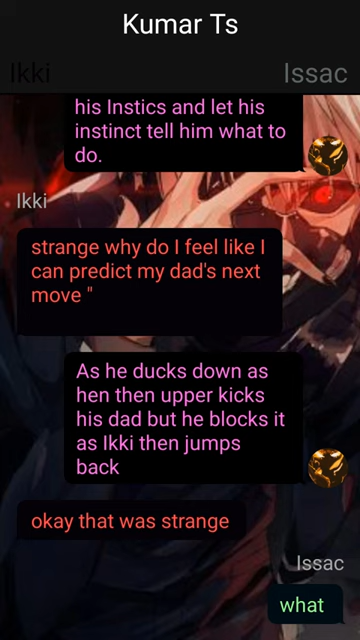 Kumar Ts
Ikki
Issac
his Instics and let his
instinct tell him what to
do.
Ikki
strange why do I feel like I
can predict my dad's next
move "
As he ducks down as
hen then upper kicks
his dad but he blocks it
as Ikki then jumps
back
okay that was strange
Issac
what